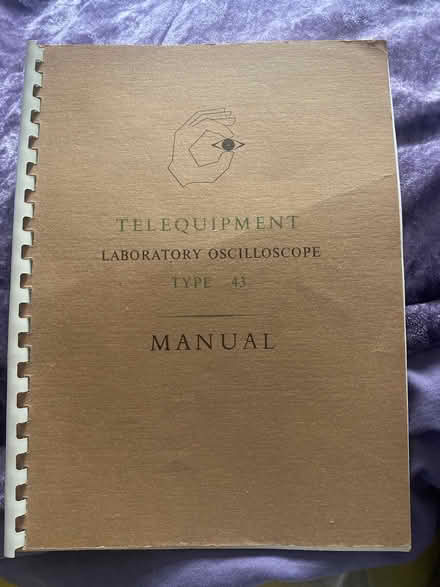 TELEQUIPMENT
LABORATORY OSCILLOSCOPE
TYPE 43
MANUAL